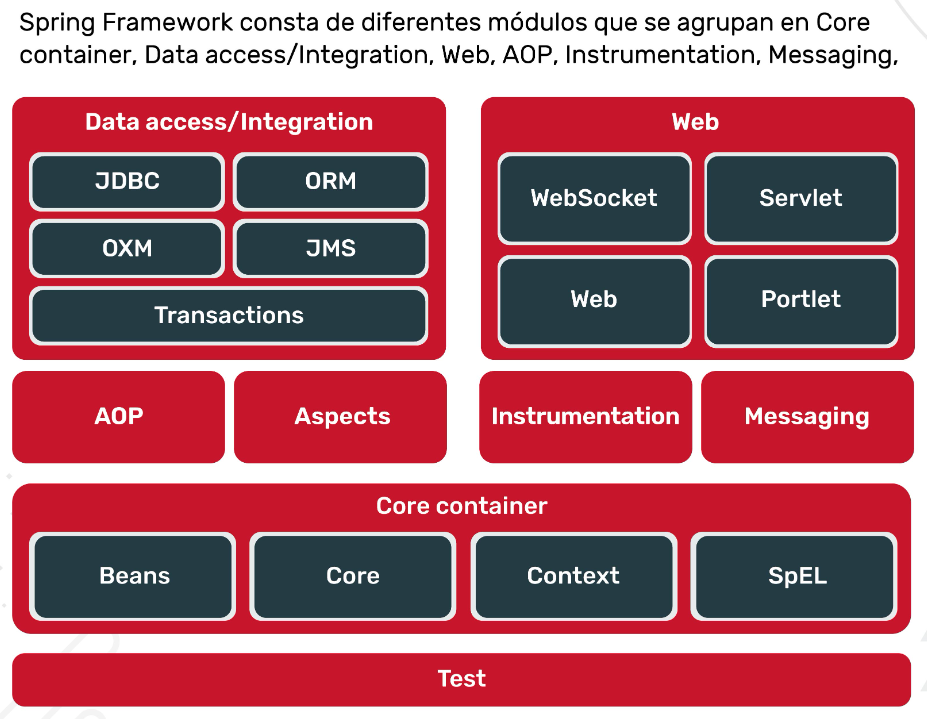 Spring Framework consta de diferentes módulos que se agrupan en Core
container, Data access/Integration, Web, AOP, Instrumentation, Messaging,
Data access/Integration
JDBC
ORM
OXM
JMS
Transactions
Web
WebSocket
Servlet
Web
Portlet
AOP
Aspects
Instrumentation
Messaging
Core container
Beans
Core
Context
SpEL
Test